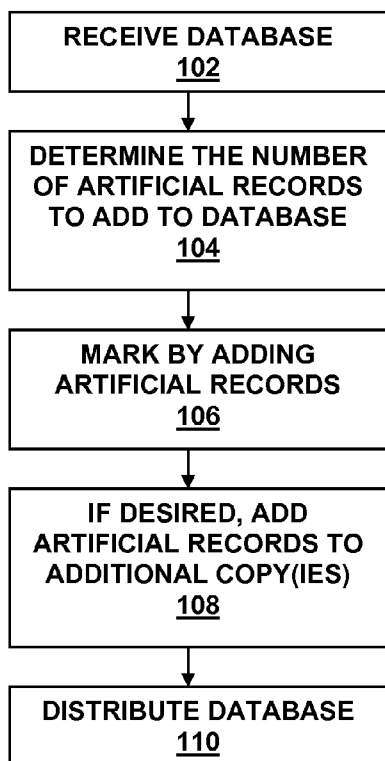 RECEIVE DATABASE
102
DETERMINE THE NUMBER
OF ARTIFICIAL RECORDS
TO ADD TO DATABASE
104
MARK BY ADDING
ARTIFICIAL RECORDS
106
IF DESIRED, ADD
ARTIFICIAL RECORDS TO
ADDITIONAL COPY(IES)
108
DISTRIBUTE DATABASE
110